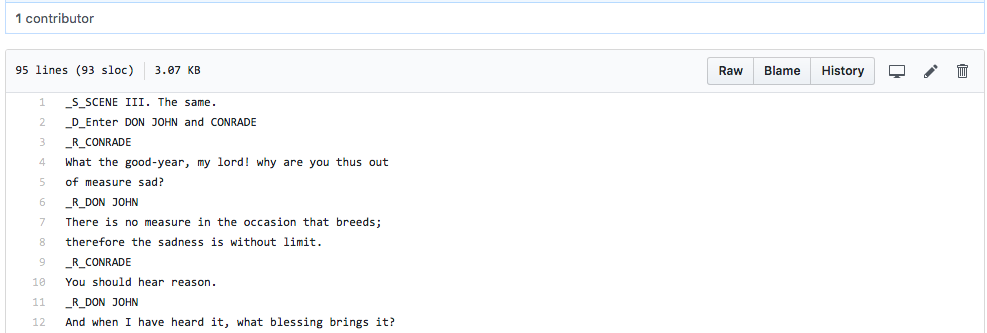 1 contributor
95 lines (93 sloc) 3.07 KB Raw Blame History
1 _S_SCENE III. The same.
2 _D_Enter DON JOHN and CONRADE
3 _R_CONRADE
4 What the good-year, my lord! why are you thus out
5 of measure sad?
6 _R_DON JOHN
7 There is no measure in the occasion that breeds;
8 therefore the sadness is without limit.
9 _R_CONRADE
10 You should hear reason.
11 _R_DON JOHN
12 And when I have heard it, what blessing brings it?